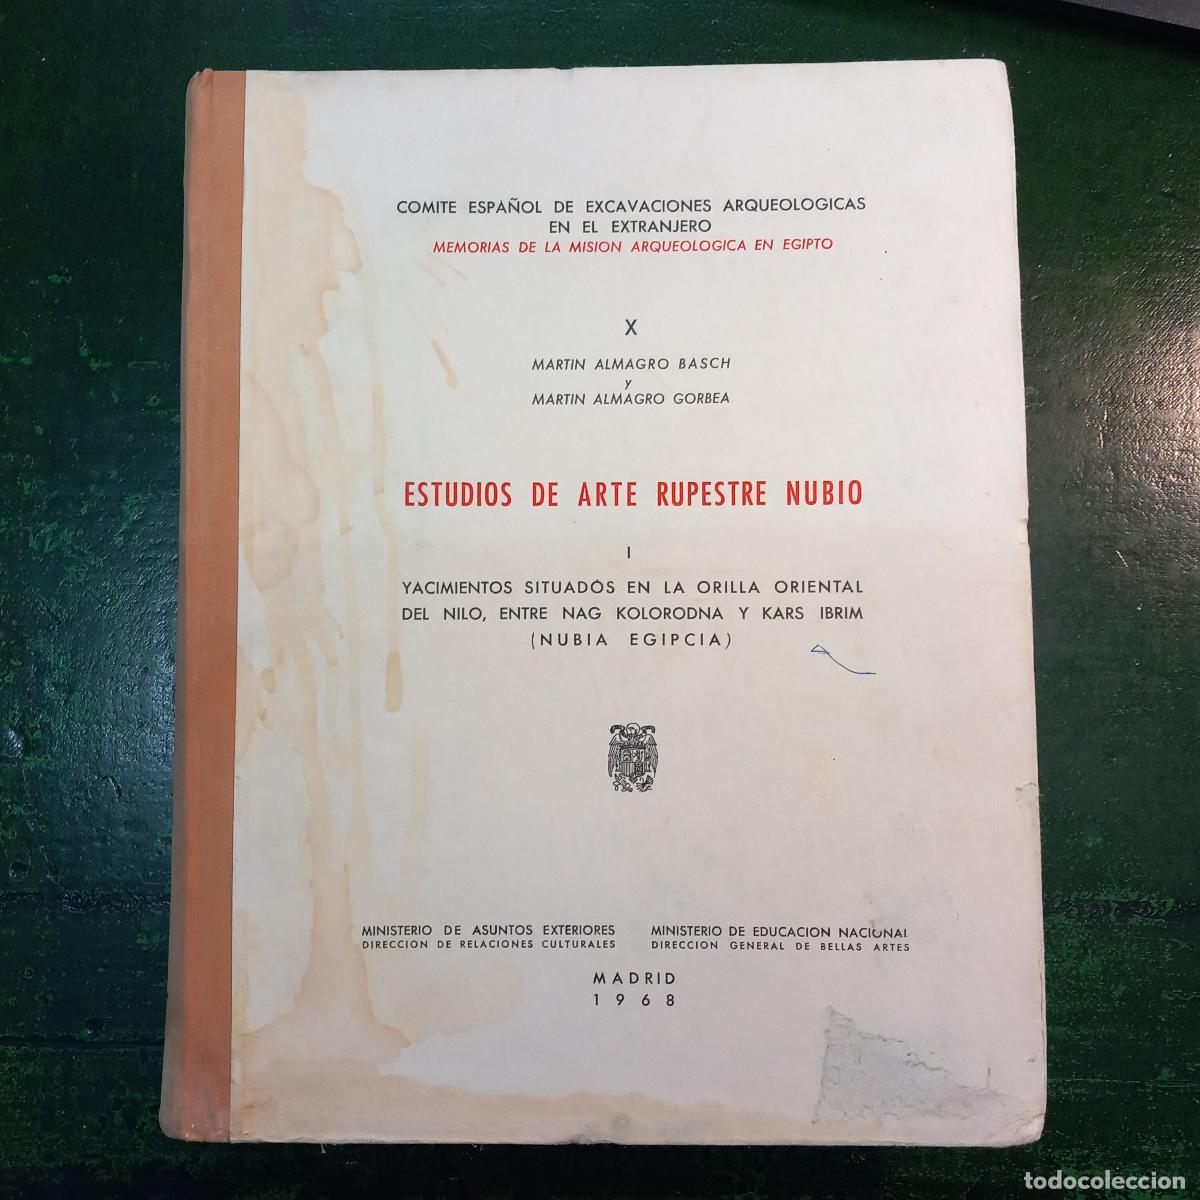 COMITE ESPAÑOL DE EXCAVACIONES ARQUEOLOGICAS
EN EL EXTRANJERO
MEMORIAS DE LA MISION ARQUEOLOGICA EN EGIPTO
X
MARTIN ALMAGRO BASCH
y
MARTIN ALMAGRO GORBEA
ESTUDIOS DE ARTE RUPESTRE NUBIO
I
YACIMIENTOS SITUADOS EN LA ORILLA ORIENTAL
DEL NILO, ENTRE NAG KOLORODNA Y KARS IBRIM
(NUBIA EGIPCIA)
MINISTERIO DE ASUNTOS EXTERIORES
DIRECCION DE RELACIONES CULTURALES
MINISTERIO DE EDUCACION NACIONAL
DIRECCION GENERAL DE BELLAS ARTES
MADRID
1968
todocoleccion